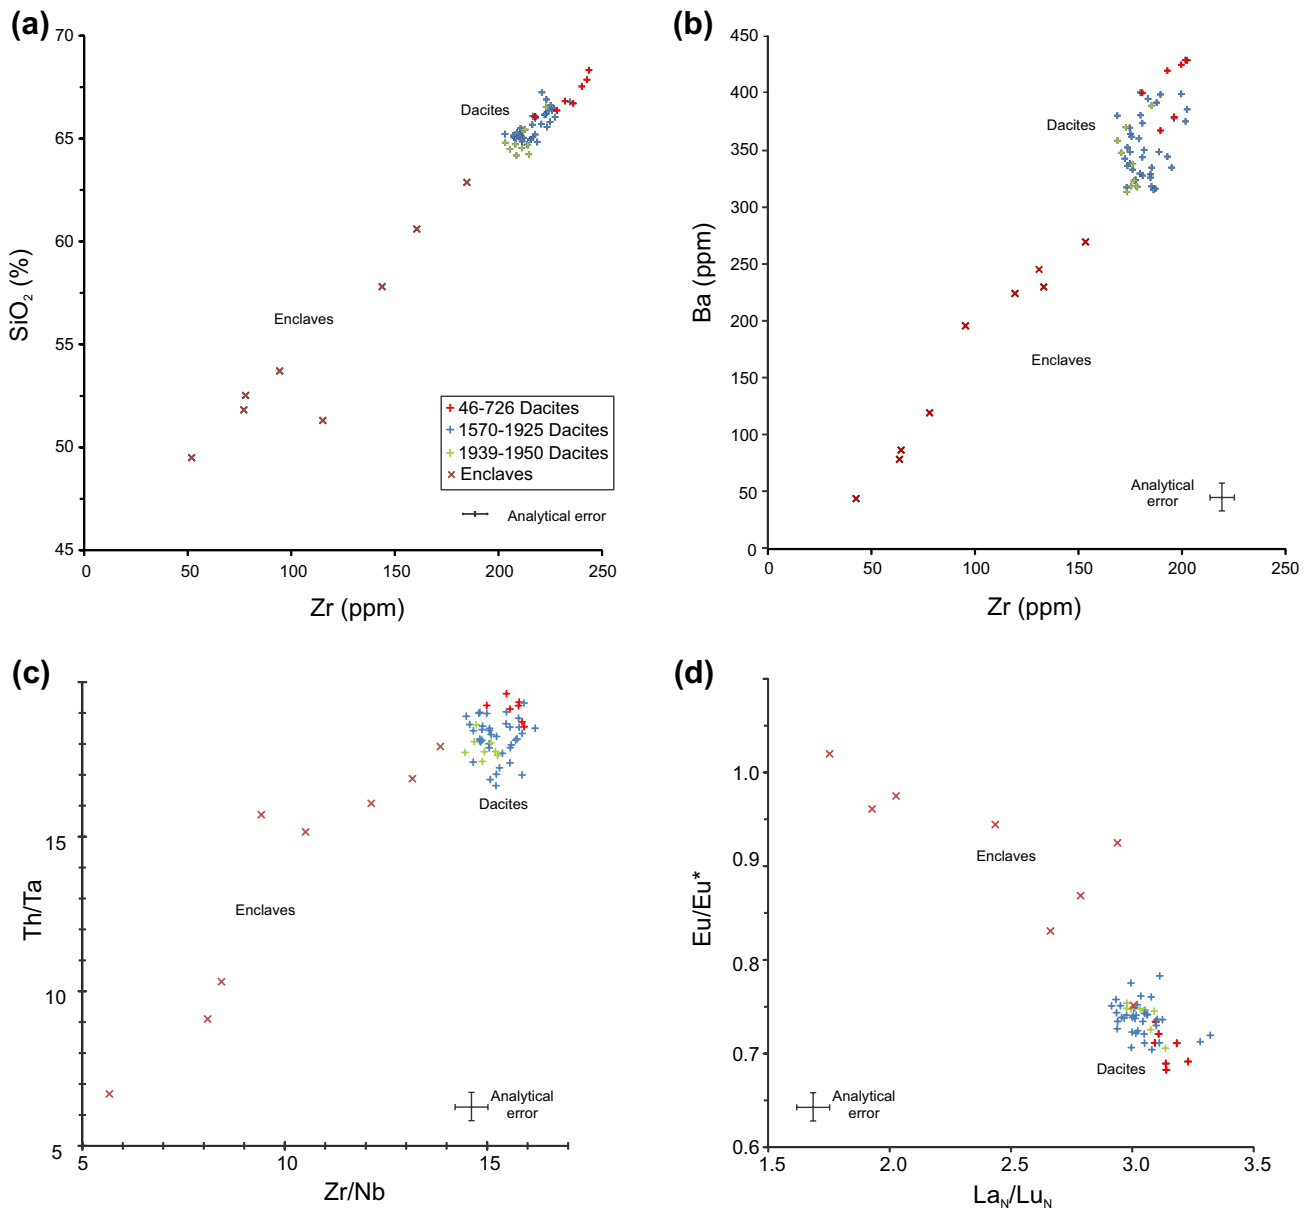 (a)
70
65
60
55
50
45
SiO2 (%)
Dacites
Enclaves
46-726 Dacites
1570-1925 Dacites
1939-1950 Dacites
Enclaves
Analytical error
0 50 100 150 200 250
Zr (ppm)
(b)
450
400
350
300
250
200
150
100
50
0
Ba (ppm)
Dacites
Enclaves
Analytical
error
0 50 100 150 200 250
Zr (ppm)
(c)
15
10
5
Th/Ta
Dacites
Enclaves
Analytical
error
5 10 15
Zr/Nb
(d)
1.0
0.9
0.8
0.7
0.6
Eu/Eu*
Enclaves
Dacites
Analytical
error
1.5 2.0 2.5 3.0 3.5
LaN/LuN